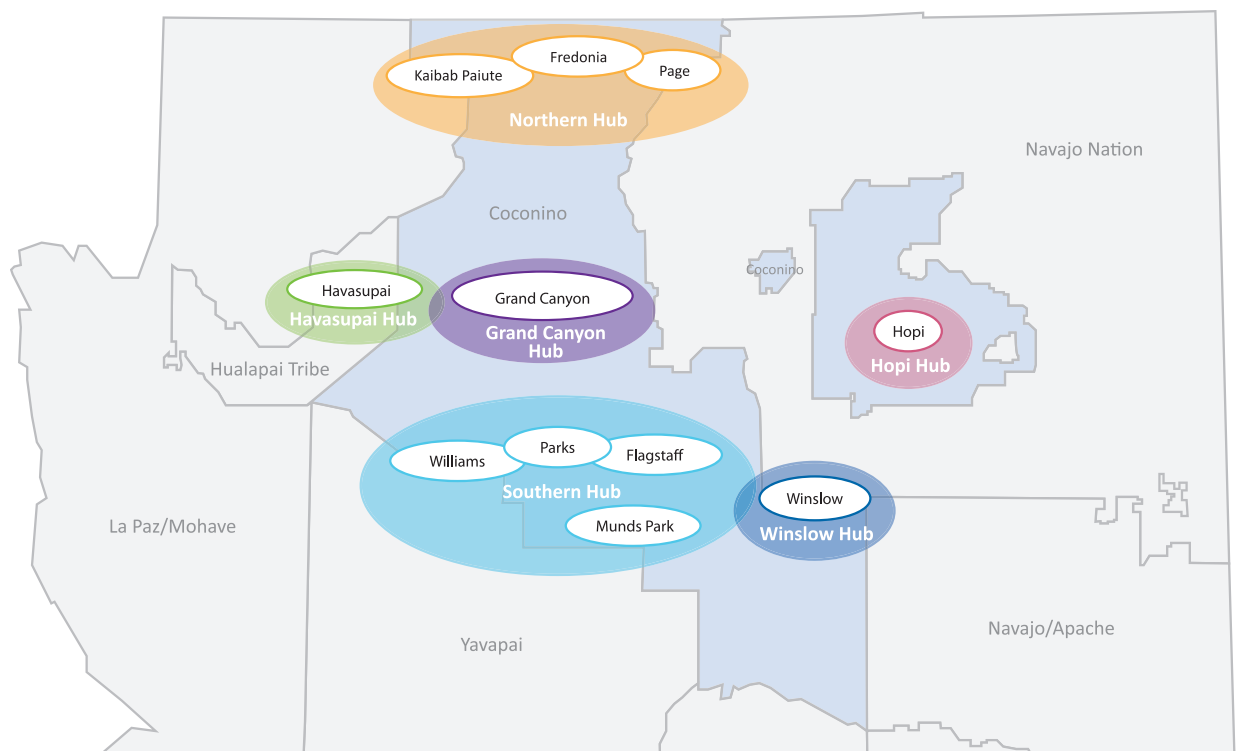 Fredonia
Kaibab Paiute
Page
Northern Hub
Navajo Nation
Coconino
Coconino
Havasupai
Havasupai Hub
Grand Canyon
Grand Canyon
Hub
Hopi
Hopi Hub
Hualapai Tribe
Parks
Williams
Flagstaff
Southern Hub
Munds Park
Winslow
Winslow Hub
La Paz/Mohave
Yavapai
Navajo/Apache